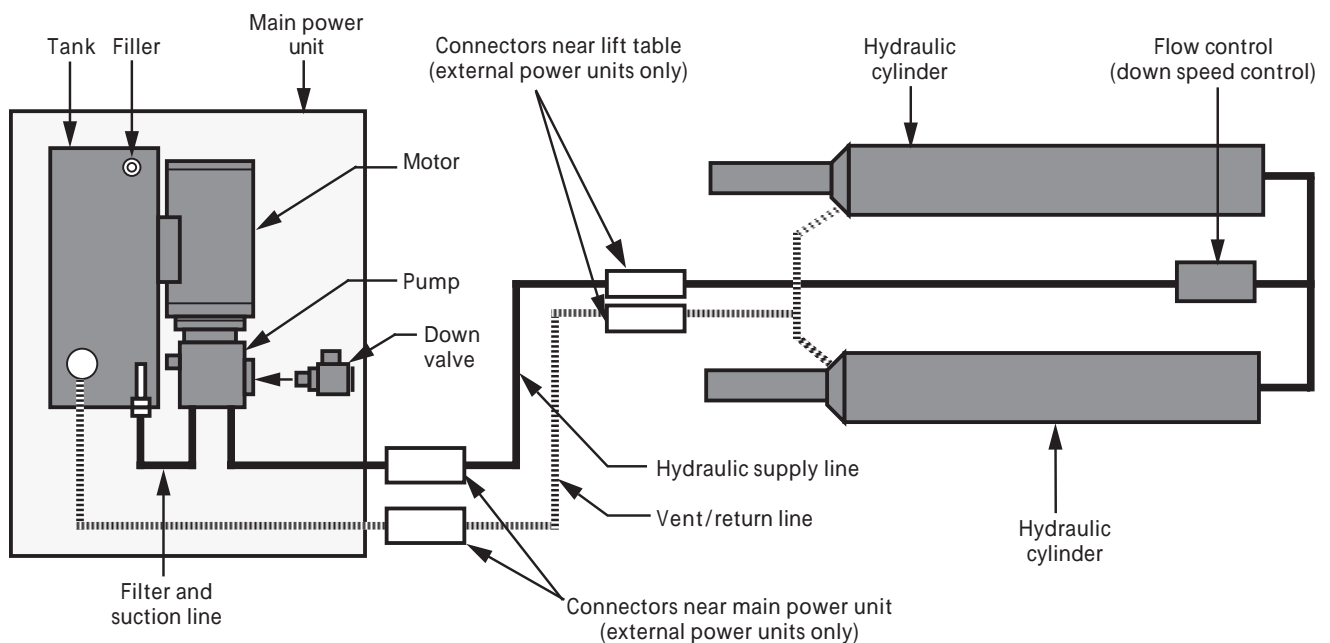 Main power
unit
Tank
Filler
Connectors near lift table
(external power units only)
Hydraulic
cylinder
Flow control
(down speed control)
Motor
Pump
Down
valve
Hydraulic supply line
Vent/return line
Hydraulic
cylinder
Filter and
suction line
Connectors near main power unit
(external power units only)